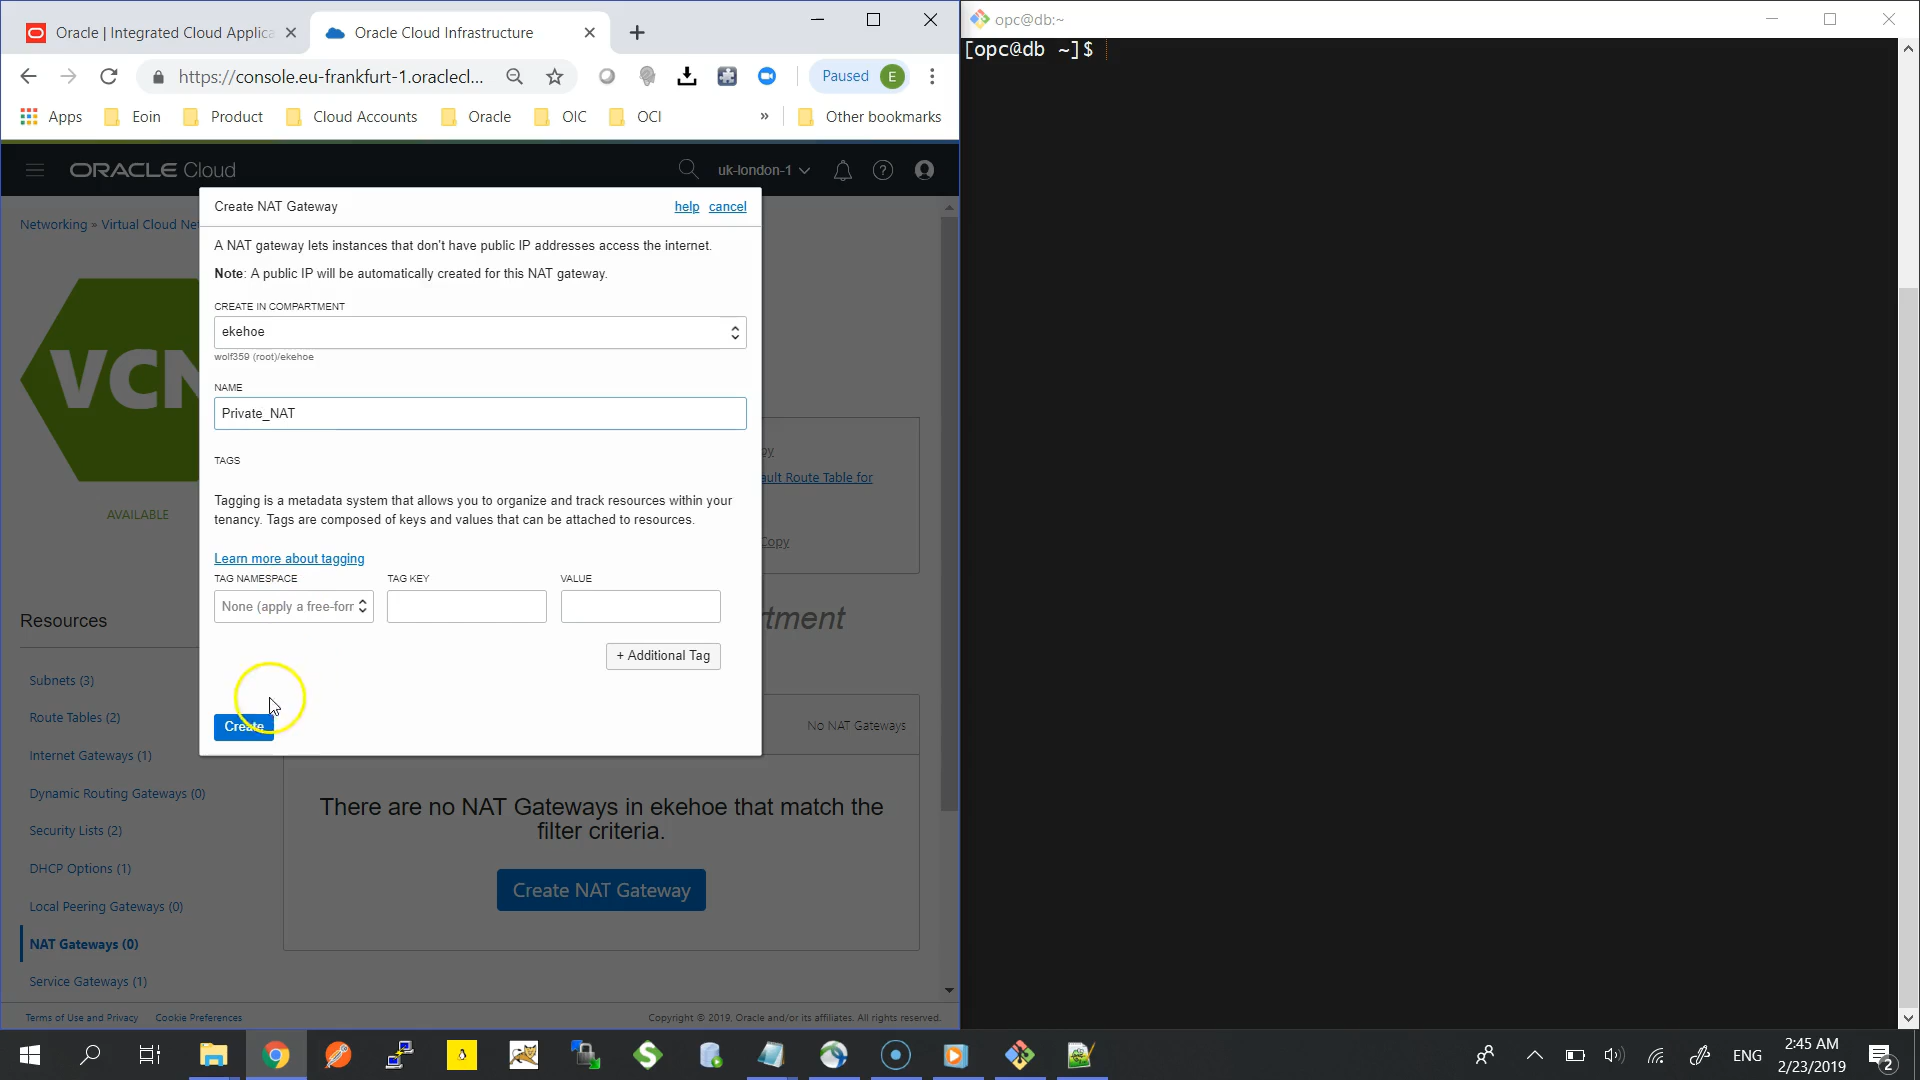 Oracle | Integrated Cloud Applica
Oracle Cloud Infrastructure
opc@db:~
[opc@db ~]$
https://console.eu-frankfurt-1.oraclecl...
Paused
E
Apps
Eoin
Product
Cloud Accounts
Oracle
OIC
OCI
»
Other bookmarks
ORACLE Cloud
uk-london-1
Networking » Virtual Cloud Ne
Create NAT Gateway
help
cancel
A NAT gateway lets instances that don't have public IP addresses access the internet.
Note: A public IP will be automatically created for this NAT gateway.
CREATE IN COMPARTMENT
ekehoe
wolf359 (root)/ekehoe
NAME
Private_NAT
TAGS
Tagging is a metadata system that allows you to organize and track resources within your
tenancy. Tags are composed of keys and values that can be attached to resources.
Learn more about tagging
TAG NAMESPACE
TAG KEY
VALUE
None (apply a free-forr
+ Additional Tag
Create
VCN
AVAILABLE
opy
ault Route Table for
Copy
tment
Resources
Subnets (3)
Route Tables (2)
Internet Gateways (1)
Dynamic Routing Gateways (0)
Security Lists (2)
DHCP Options (1)
Local Peering Gateways (0)
NAT Gateways (0)
Service Gateways (1)
No NAT Gateways
There are no NAT Gateways in ekehoe that match the
filter criteria.
Create NAT Gateway
Terms of Use and Privacy
Cookie Preferences
Copyright © 2019, Oracle and/or its affiliates. All rights reserved.
ENG
2:45 AM
2/23/2019
2